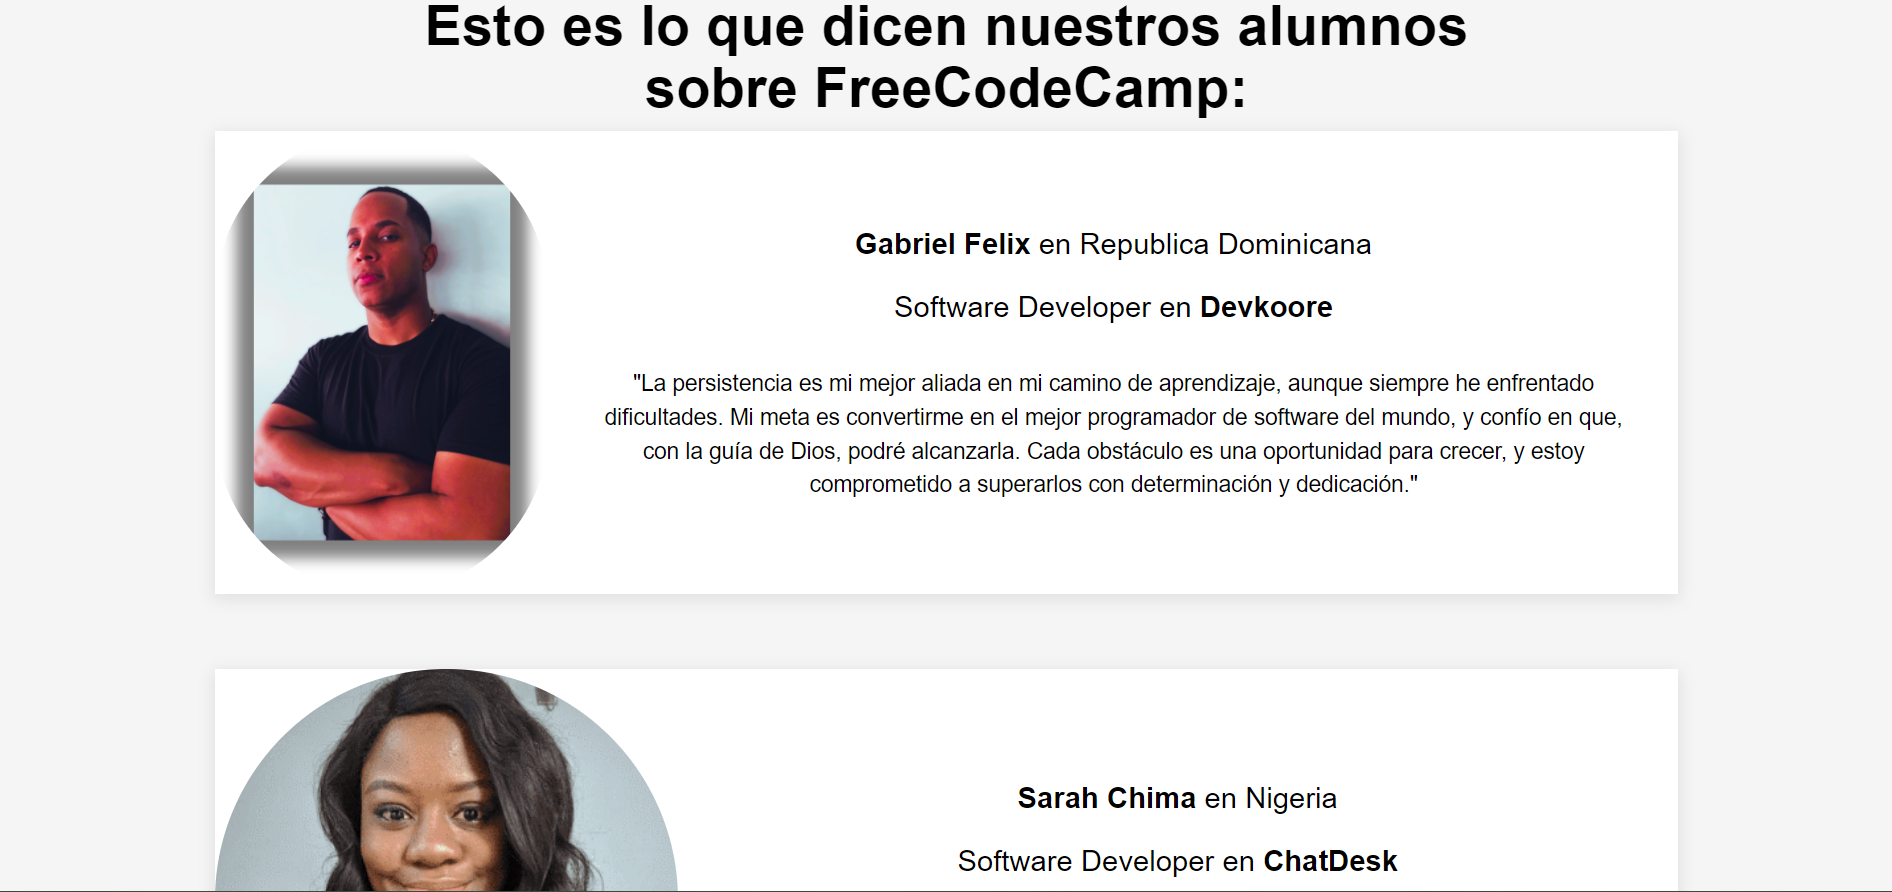 Esto es lo que dicen nuestros alumnos
sobre FreeCodeCamp:
Gabriel Felix en Republica Dominicana
Software Developer en Devkoore
"La persistencia es mi mejor aliada en mi camino de aprendizaje, aunque siempre he enfrentado
dificultades. Mi meta es convertirme en el mejor programador de software del mundo, y confío en que,
con la guía de Dios, podré alcanzarla. Cada obstáculo es una oportunidad para crecer, y estoy
comprometido a superarlos con determinación y dedicación."
Sarah Chima en Nigeria
Software Developer en ChatDesk